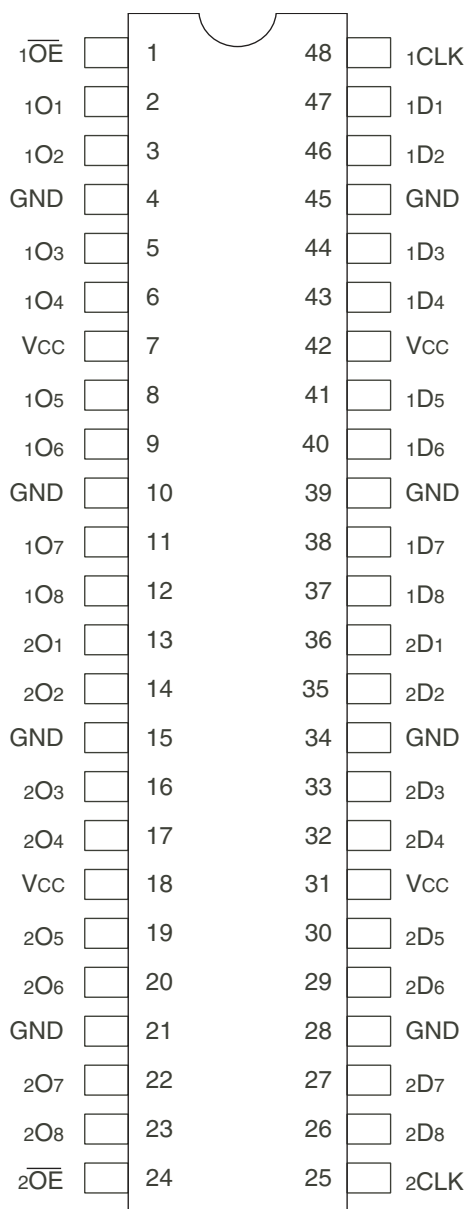 1OE 1 48 1CLK
1O1 2 47 1D1
1O2 3 46 1D2
GND 4 45 GND
1O3 5 44 1D3
1O4 6 43 1D4
VCC 7 42 VCC
1O5 8 41 1D5
1O6 9 40 1D6
GND 10 39 GND
1O7 11 38 1D7
1O8 12 37 1D8
2O1 13 36 2D1
2O2 14 35 2D2
GND 15 34 GND
2O3 16 33 2D3
2O4 17 32 2D4
VCC 18 31 VCC
2O5 19 30 2D5
2O6 20 29 2D6
GND 21 28 GND
2O7 22 27 2D7
2O8 23 26 2D8
2OE 24 25 2CLK